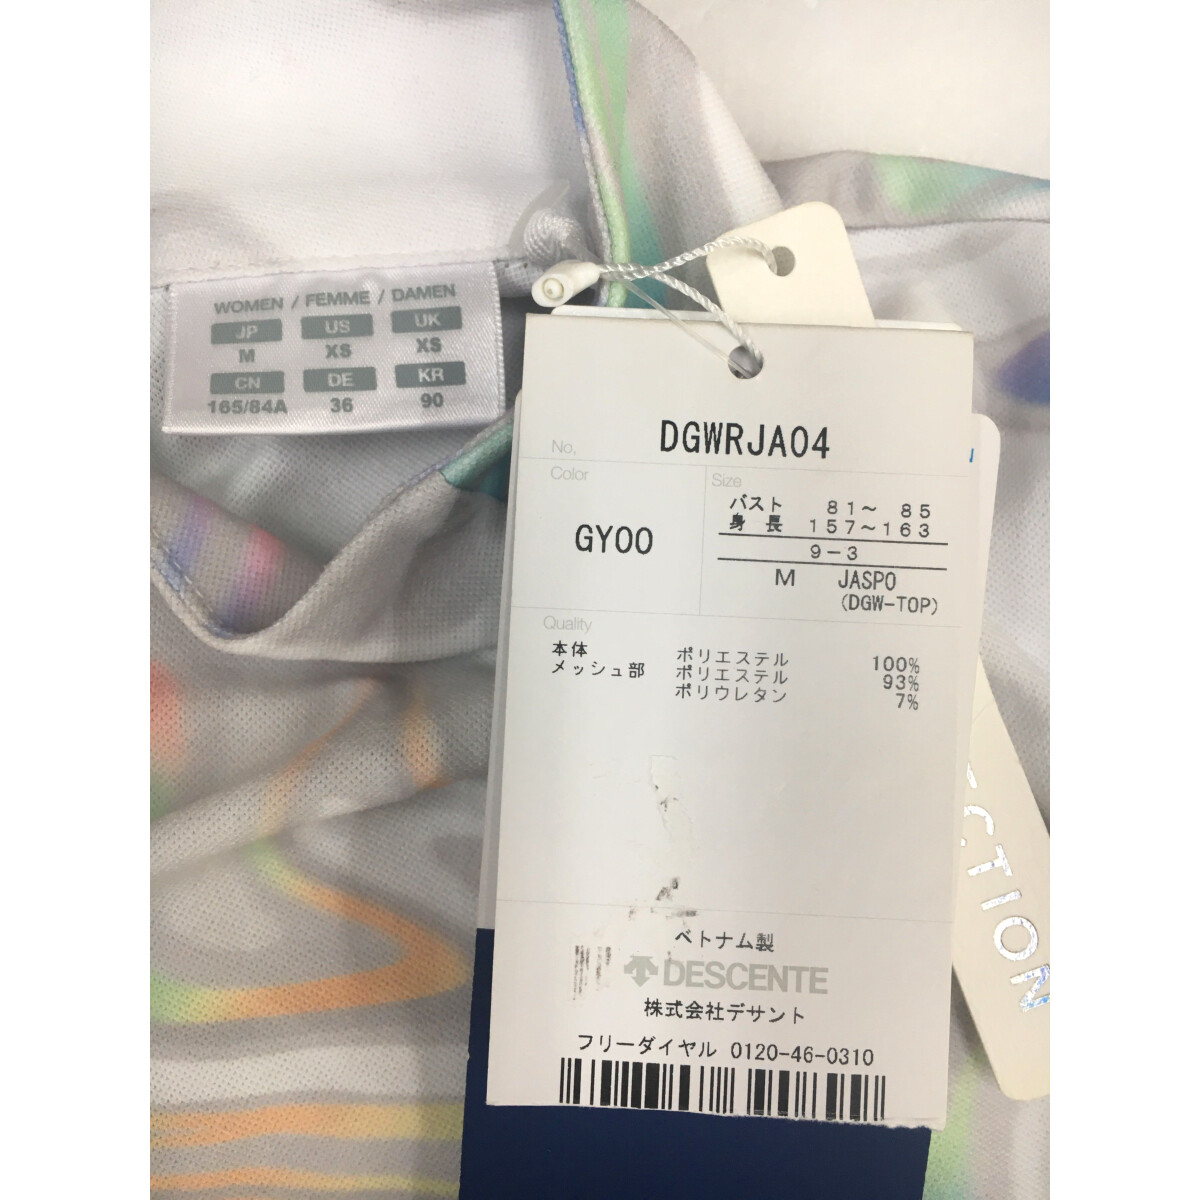 WOMEN / FEMME / DAMEN
JP US UK
M XS XS
CN DE KR
165/84A 36 90
No, DGWRJA04
Color
GY00
Size
バスト 81～ 85
身長 157～163
9-3
M JASPO
(DGW-TOP)
Quality
本体 ポリエステル 100%
メッシュ部 ポリエステル 93%
ポリウレタン 7%
ベトナム製
DESCENTE
株式会社デサント
フリーダイヤル 0120-46-0310